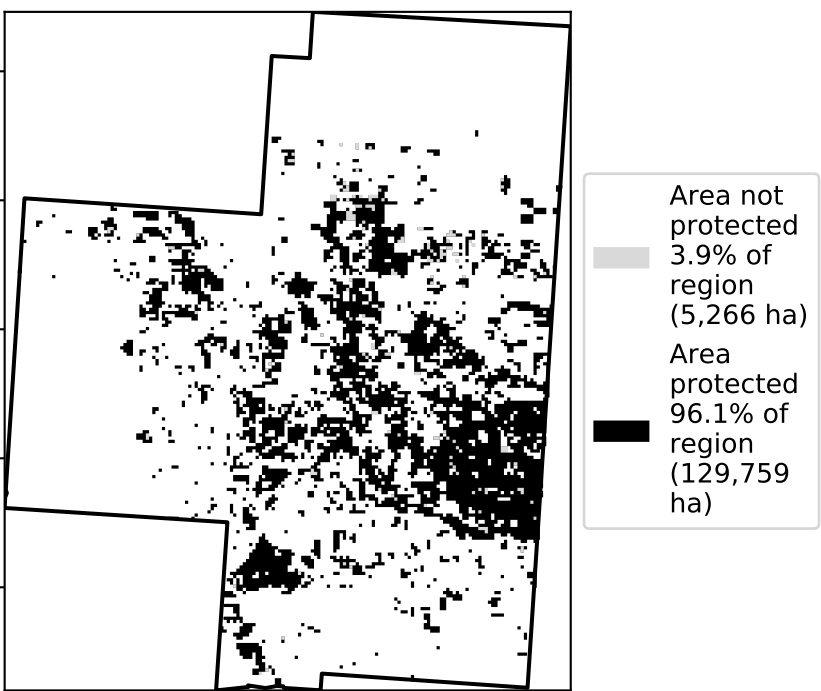 Area not
protected
3.9% of
region
(5,266 ha)
Area
protected
96.1% of
region
(129,759
ha)